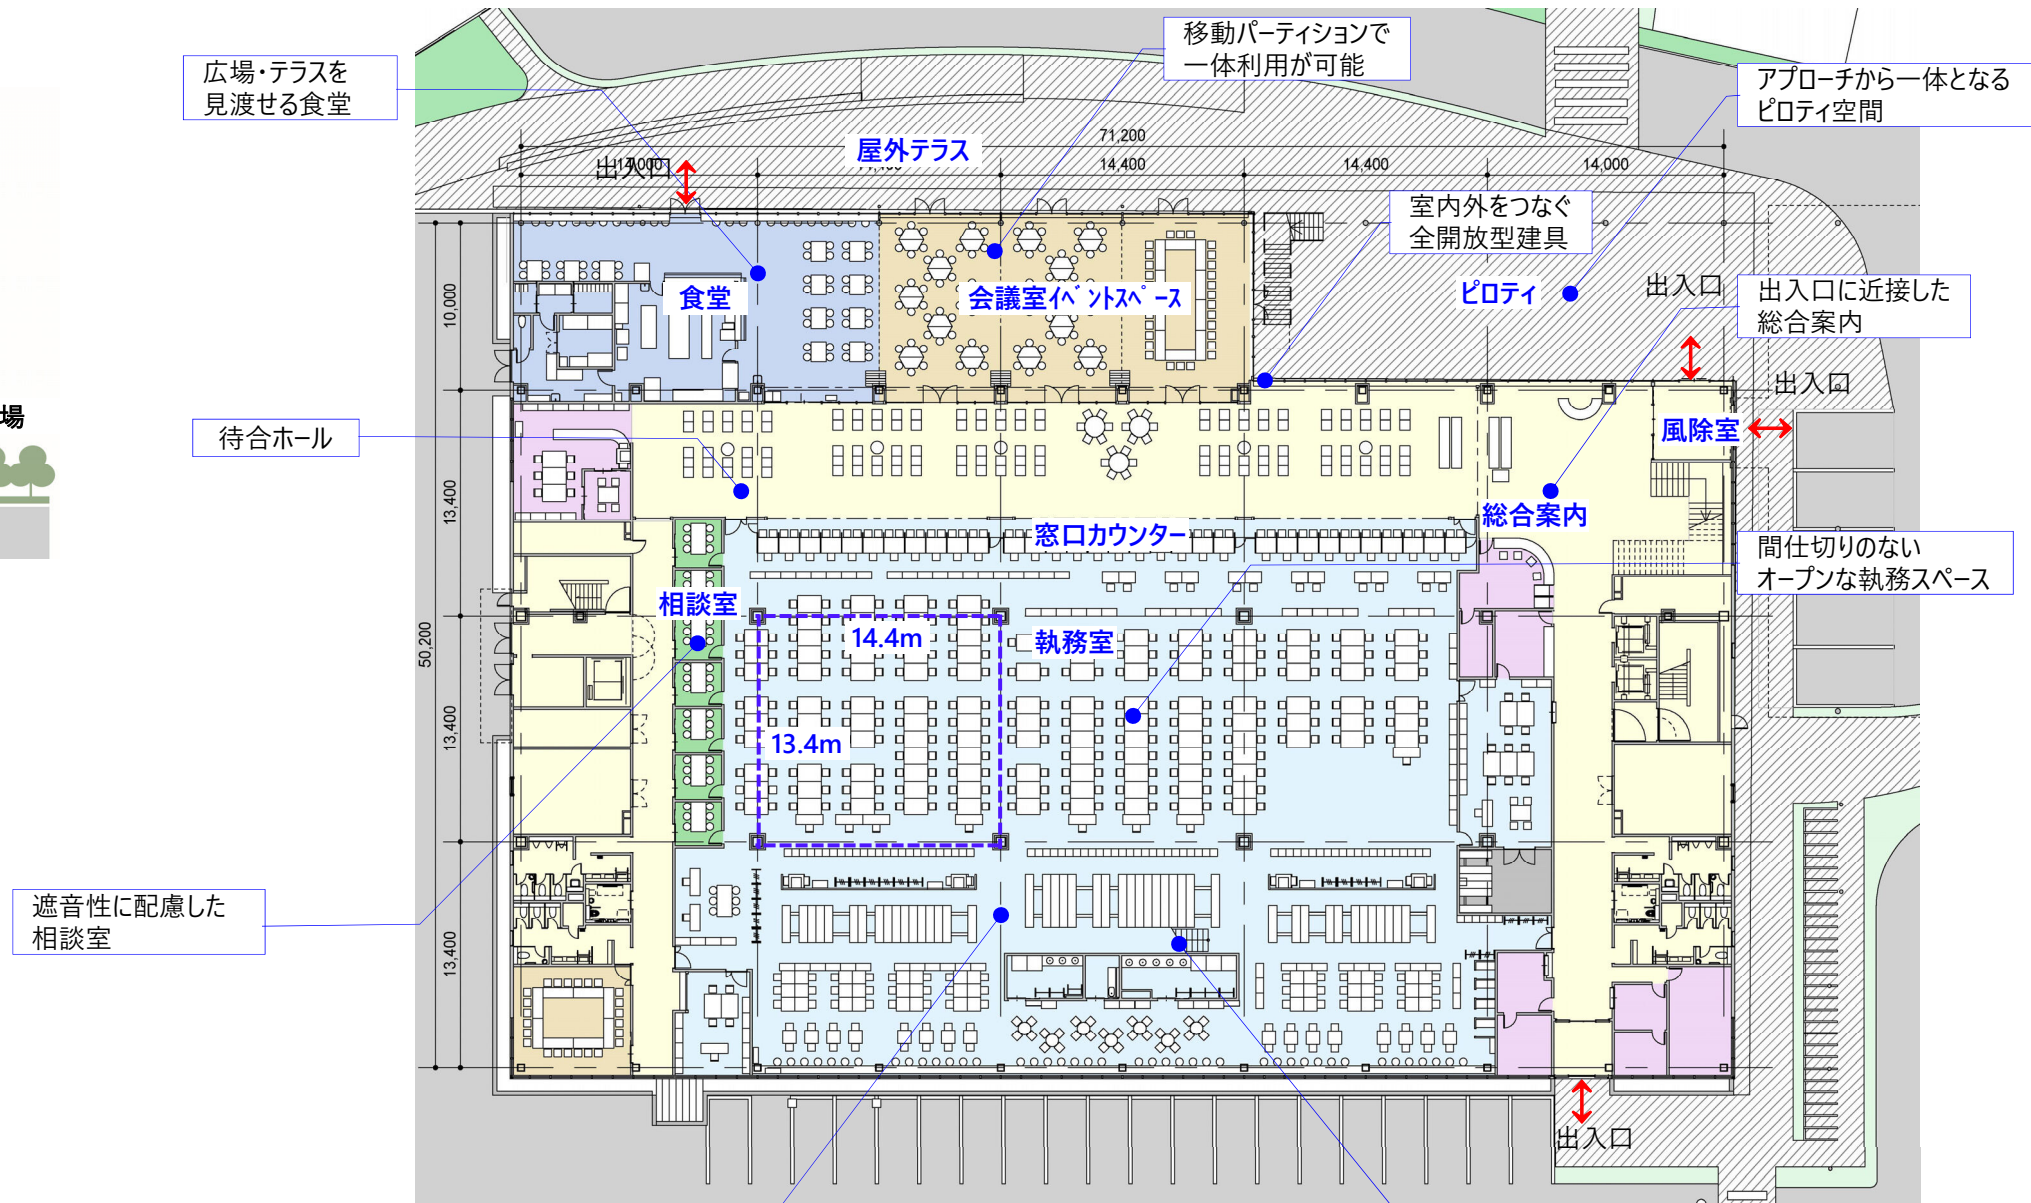 移動パーティションで
一体利用が可能
広場・テラスを
見渡せる食堂
アプローチから一体となる
ピロティ空間
71,200
屋外テラス
出入口
14,400
14,400
14,000
室内外をつなぐ
全開放型建具
出入口
出入口に近接した
総合案内
10,000
食堂
会議室イベントスペース
ピロティ
出入口
場
待合ホール
風除室
13,400
総合案内
窓口カウンター
間仕切りのない
オープンな執務スペース
相談室
14.4m
執務室
50,200
13,400
13.4m
遮音性に配慮した
相談室
13,400
出入口